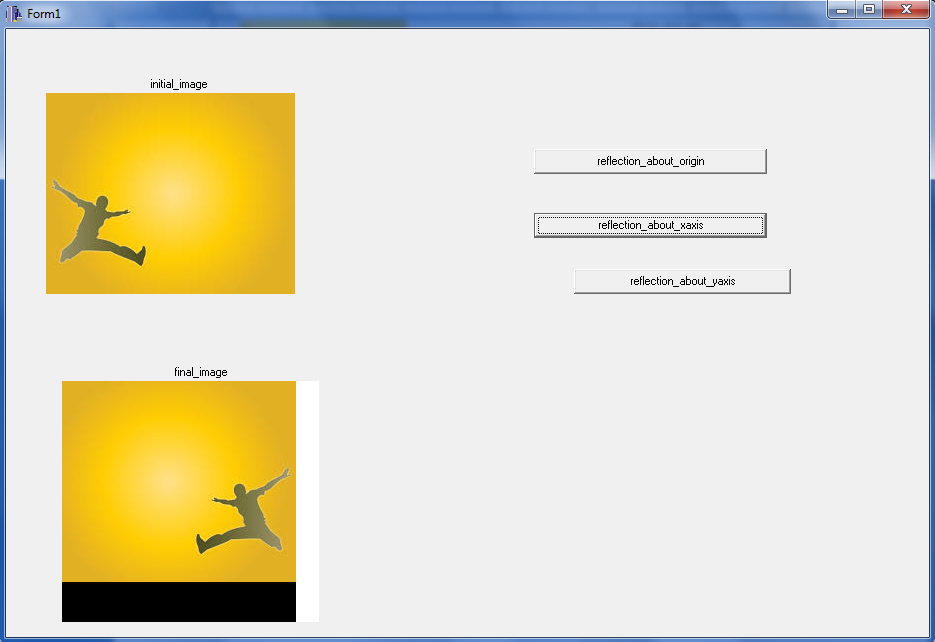 Form1
initial_image
reflection_about_origin
reflection_about_xaxis
reflection_about_yaxis
final_image